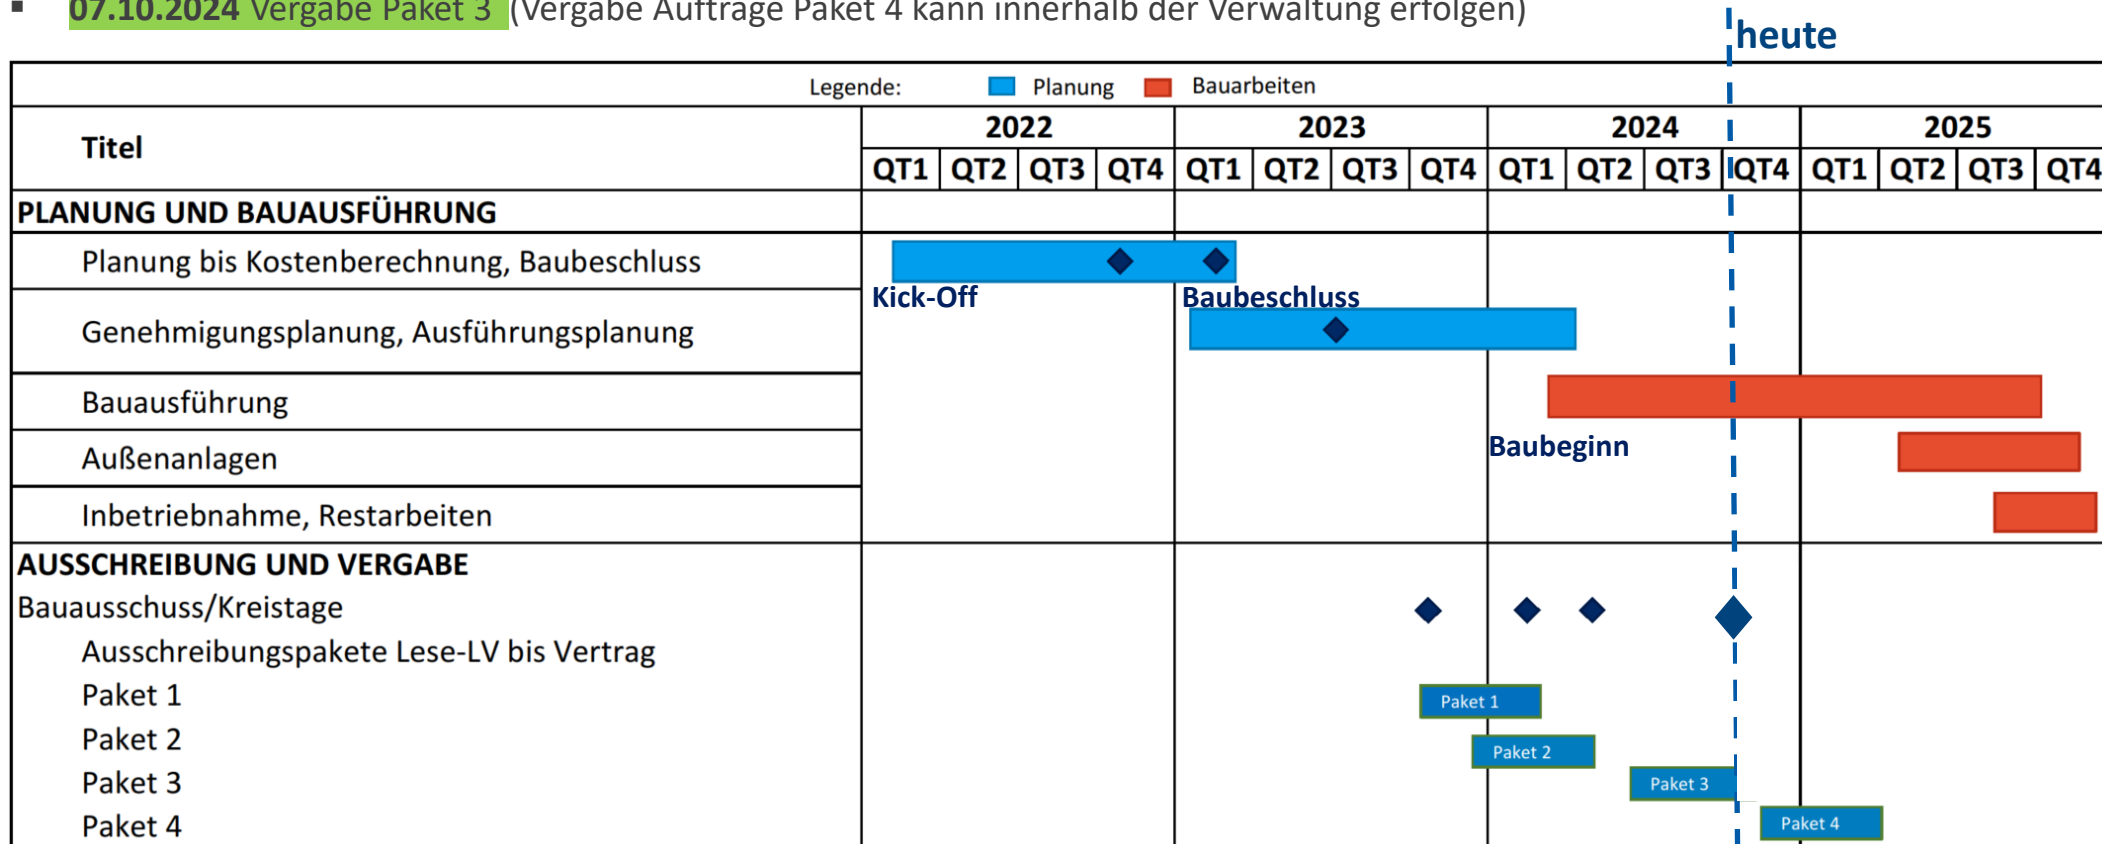 ▪ 07.10.2024 Vergabe Paket 3 (Vergabe Aufträge Paket 4 kann innerhalb der Verwaltung erfolgen)
heute
Legende: Planung Bauarbeiten
Titel
2022 2023 2024 2025
QT1 QT2 QT3 QT4 QT1 QT2 QT3 QT4 QT1 QT2 QT3 QT4 QT1 QT2 QT3 QT4
PLANUNG UND BAUAUSFÜHRUNG
Planung bis Kostenberechnung, Baubeschluss
Kick-Off Baubeschluss
Genehmigungsplanung, Ausführungsplanung
Bauausführung
Baubeginn
Außenanlagen
Inbetriebnahme, Restarbeiten
AUSSCHREIBUNG UND VERGABE
Bauausschuss/Kreistage
Ausschreibungspakete Lese-LV bis Vertrag
Paket 1 Paket 1
Paket 2 Paket 2
Paket 3 Paket 3
Paket 4 Paket 4